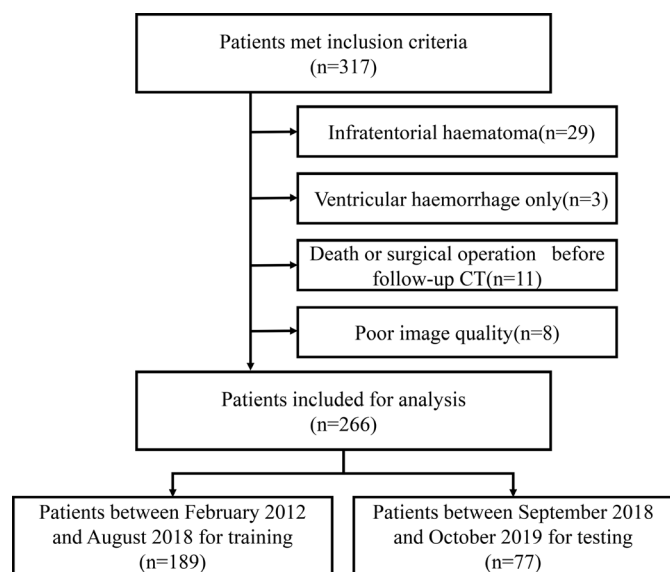 Patients met inclusion criteria
(n=317)
Infratentorial haematoma(n=29)
Ventricular haemorrhage only(n=3)
Death or surgical operation before
follow-up CT(n=11)
Poor image quality(n=8)
Patients included for analysis
(n=266)
Patients between February 2012
and August 2018 for training
(n=189)
Patients between September 2018
and October 2019 for testing
(n=77)